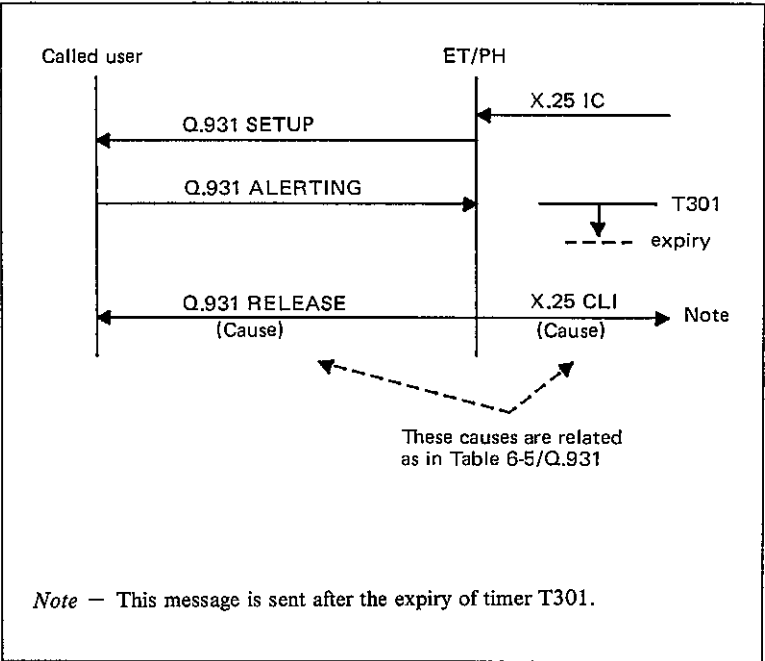 Called user ET/PH
X.25 IC
Q.931 SETUP
Q.931 ALERTING
T301
expiry
Q.931 RELEASE X.25 CLI Note
(Cause) (Cause)
These causes are related
as in Table 6-5/Q.931
Note — This message is sent after the expiry of timer T301.